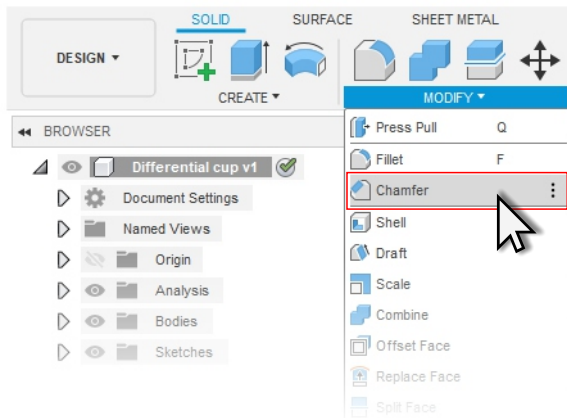 SOLID SURFACE SHEET METAL
DESIGN ▾
CREATE ▾ MODIFY ▾
BROWSER
Differential cup v1
Document Settings
Named Views
Origin
Analysis
Bodies
Sketches
Press Pull Q
Fillet F
Chamfer
Shell
Draft
Scale
Combine
Offset Face
Replace Face
Split Face